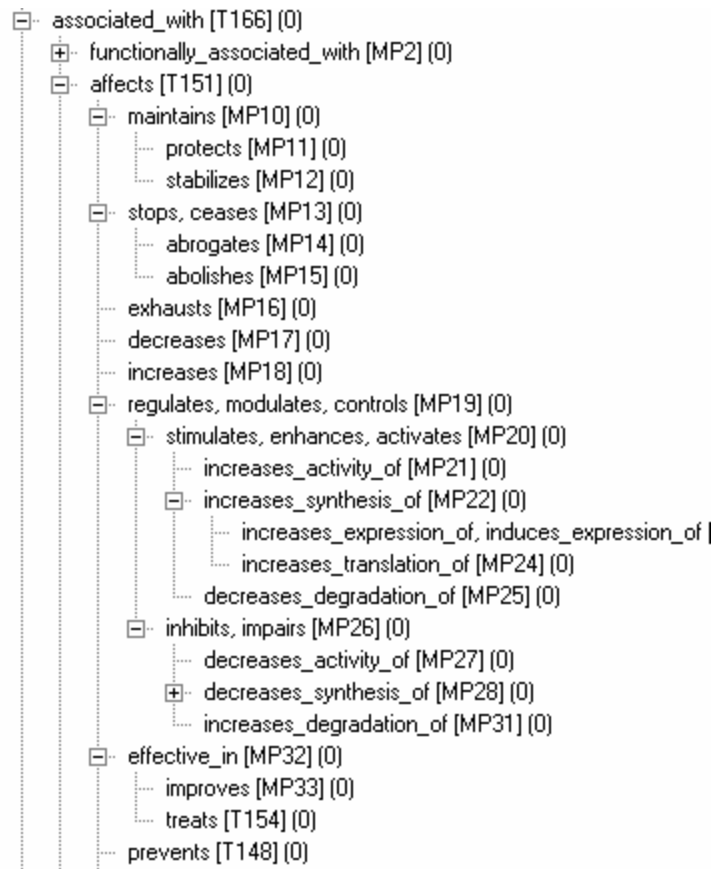 associated_with [T166] (0)
functionally_associated_with [MP2] (0)
affects [T151] (0)
maintains [MP10] (0)
protects [MP11] (0)
stabilizes [MP12] (0)
stops, ceases [MP13] (0)
abrogates [MP14] (0)
abolishes [MP15] (0)
exhausts [MP16] (0)
decreases [MP17] (0)
increases [MP18] (0)
regulates, modulates, controls [MP19] (0)
stimulates, enhances, activates [MP20] (0)
increases_activity_of [MP21] (0)
increases_synthesis_of [MP22] (0)
increases_expression_of, induces_expression_of [
increases_translation_of [MP24] (0)
decreases_degradation_of [MP25] (0)
inhibits, impairs [MP26] (0)
decreases_activity_of [MP27] (0)
decreases_synthesis_of [MP28] (0)
increases_degradation_of [MP31] (0)
effective_in [MP32] (0)
improves [MP33] (0)
treats [T154] (0)
prevents [T148] (0)